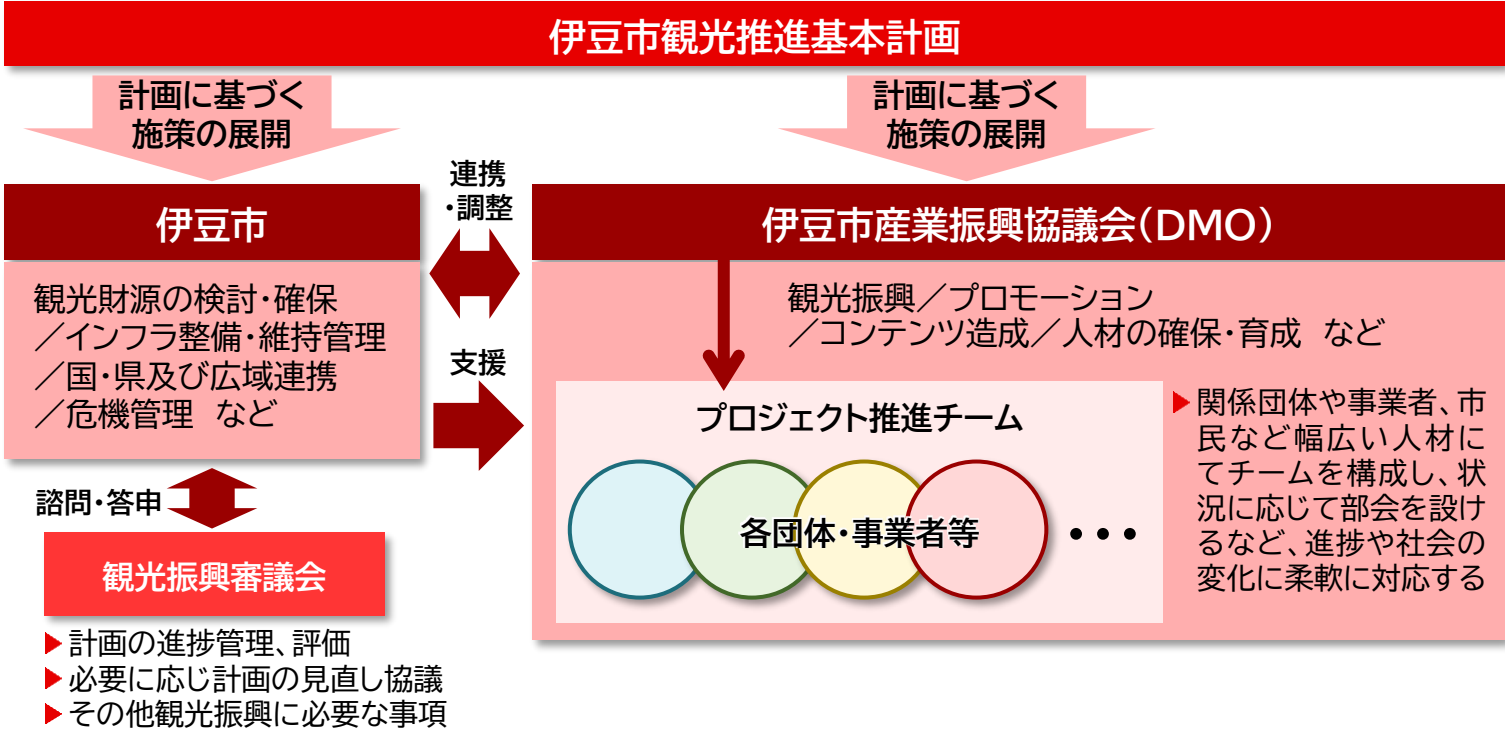 伊豆市観光推進基本計画
計画に基づく
施策の展開
計画に基づく
施策の展開
連携
・調整
伊豆市
観光財源の検討・確保
／インフラ整備・維持管理
／国・県及び広域連携
／危機管理　など
支援
諮問・答申
観光振興審議会
▶計画の進捗管理、評価
▶必要に応じ計画の見直し協議
▶その他観光振興に必要な事項
伊豆市産業振興協議会（DMO）
観光振興／プロモーション
／コンテンツ造成／人材の確保・育成　など
プロジェクト推進チーム
各団体・事業者等
・・・
▶関係団体や事業者、市
民など幅広い人材に
てチームを構成し、状
況に応じて部会を設け
るなど、進捗や社会の
変化に柔軟に対応する